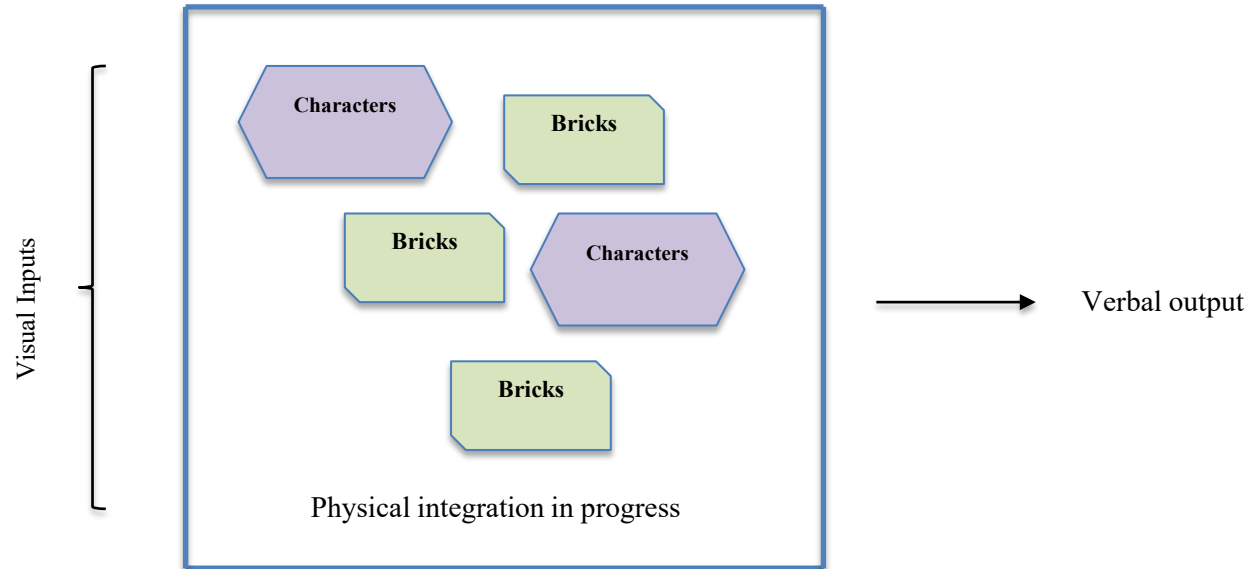 Characters
Bricks
Bricks
Characters
Bricks
Physical integration in progress
Visual Inputs
Verbal output